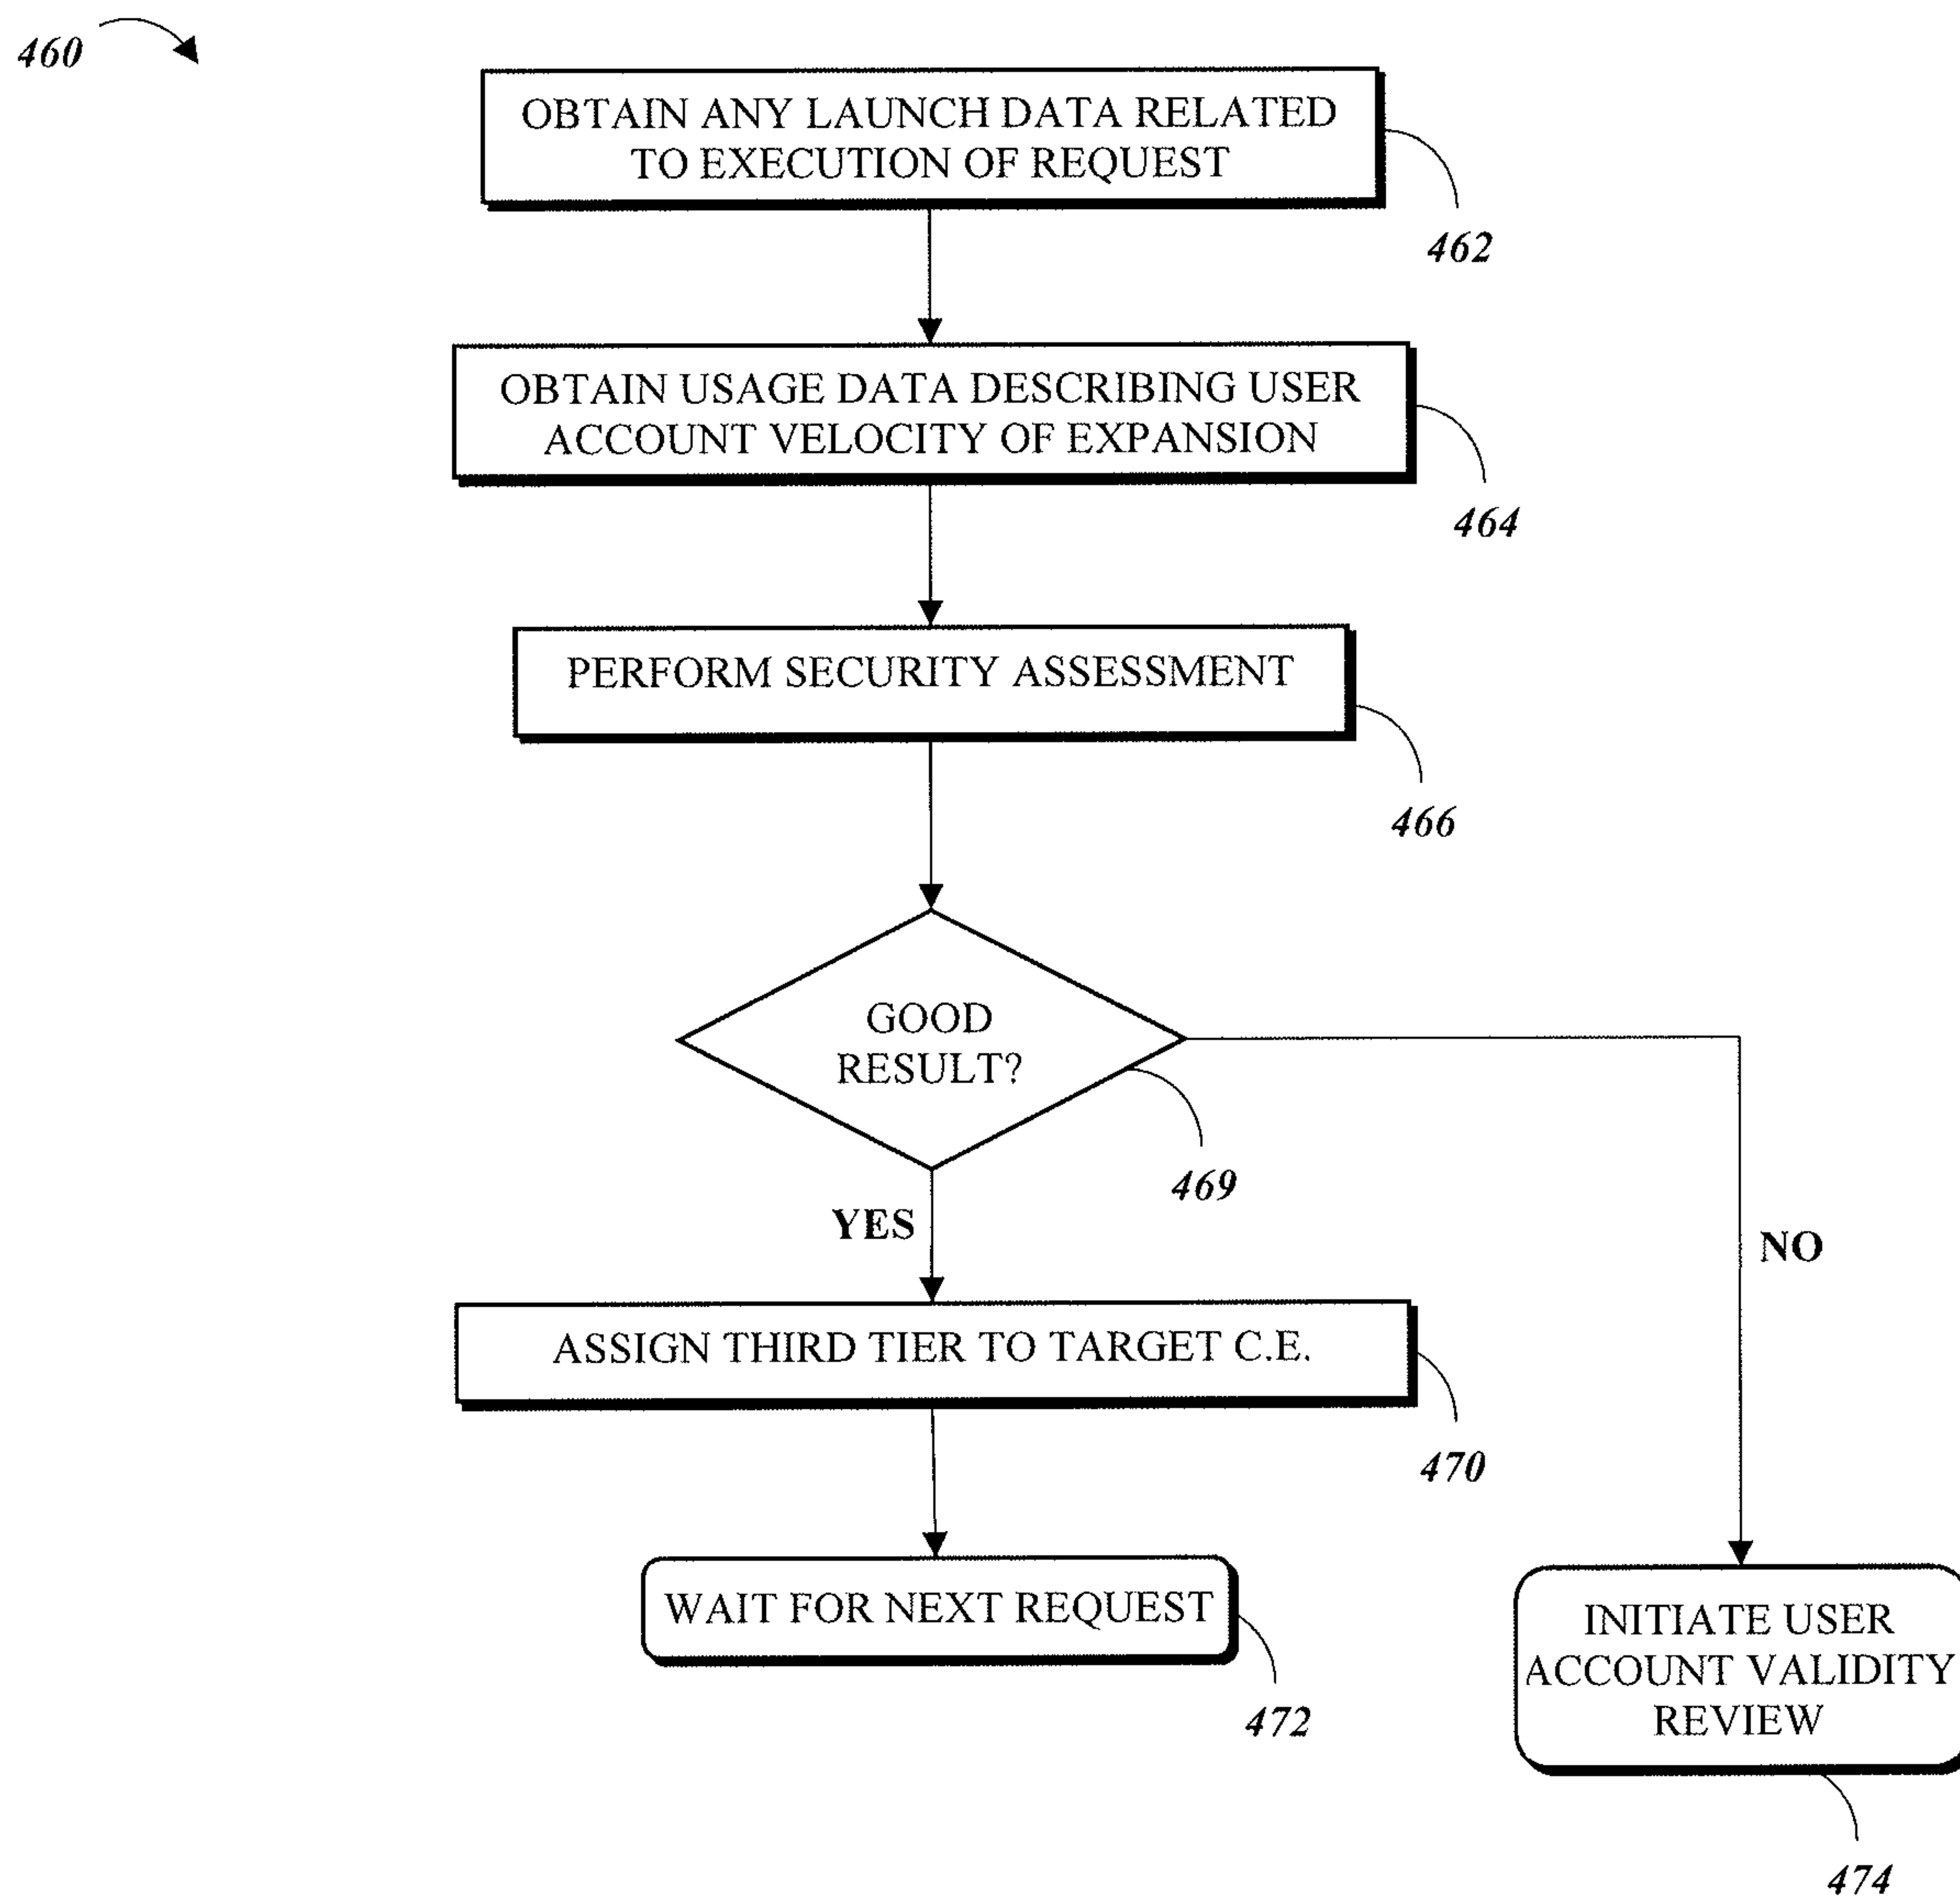 460
OBTAIN ANY LAUNCH DATA RELATED
TO EXECUTION OF REQUEST
462
OBTAIN USAGE DATA DESCRIBING USER
ACCOUNT VELOCITY OF EXPANSION
464
PERFORM SECURITY ASSESSMENT
466
GOOD
RESULT?
469
YES
NO
ASSIGN THIRD TIER TO TARGET C.E.
470
WAIT FOR NEXT REQUEST
472
INITIATE USER
ACCOUNT VALIDITY
REVIEW
474